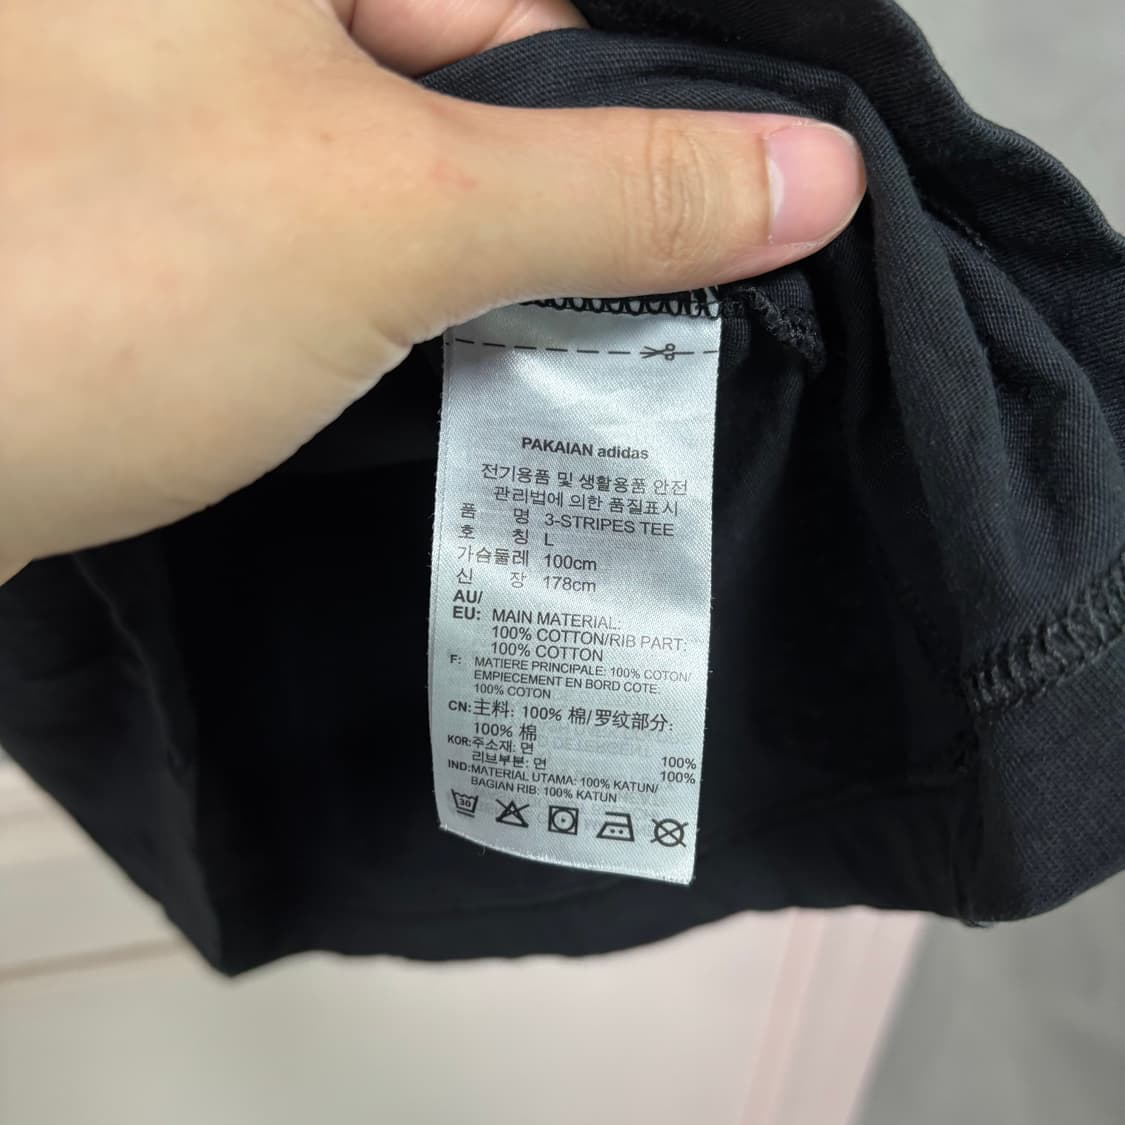 PAKAIAN adidas
전기용품 및 생활용품 안전
관리법에 의한 품질표시
품 명 3-STRIPES TEE
호 칭 L
가슴둘레 100cm
신 장 178cm
AU/
EU: MAIN MATERIAL:
100% COTTON/RIB PART:
100% COTTON
F: MATIERE PRINCIPALE: 100% COTON/
EMPIECEMENT EN BORD COTE:
100% COTON
CN:主料: 100% 棉/罗纹部分:
100% 棉
KOR:주소재: 면 100%
리브부분: 면 100%
IND:MATERIAL UTAMA: 100% KATUN/
BAGIAN RIB: 100% KATUN
30